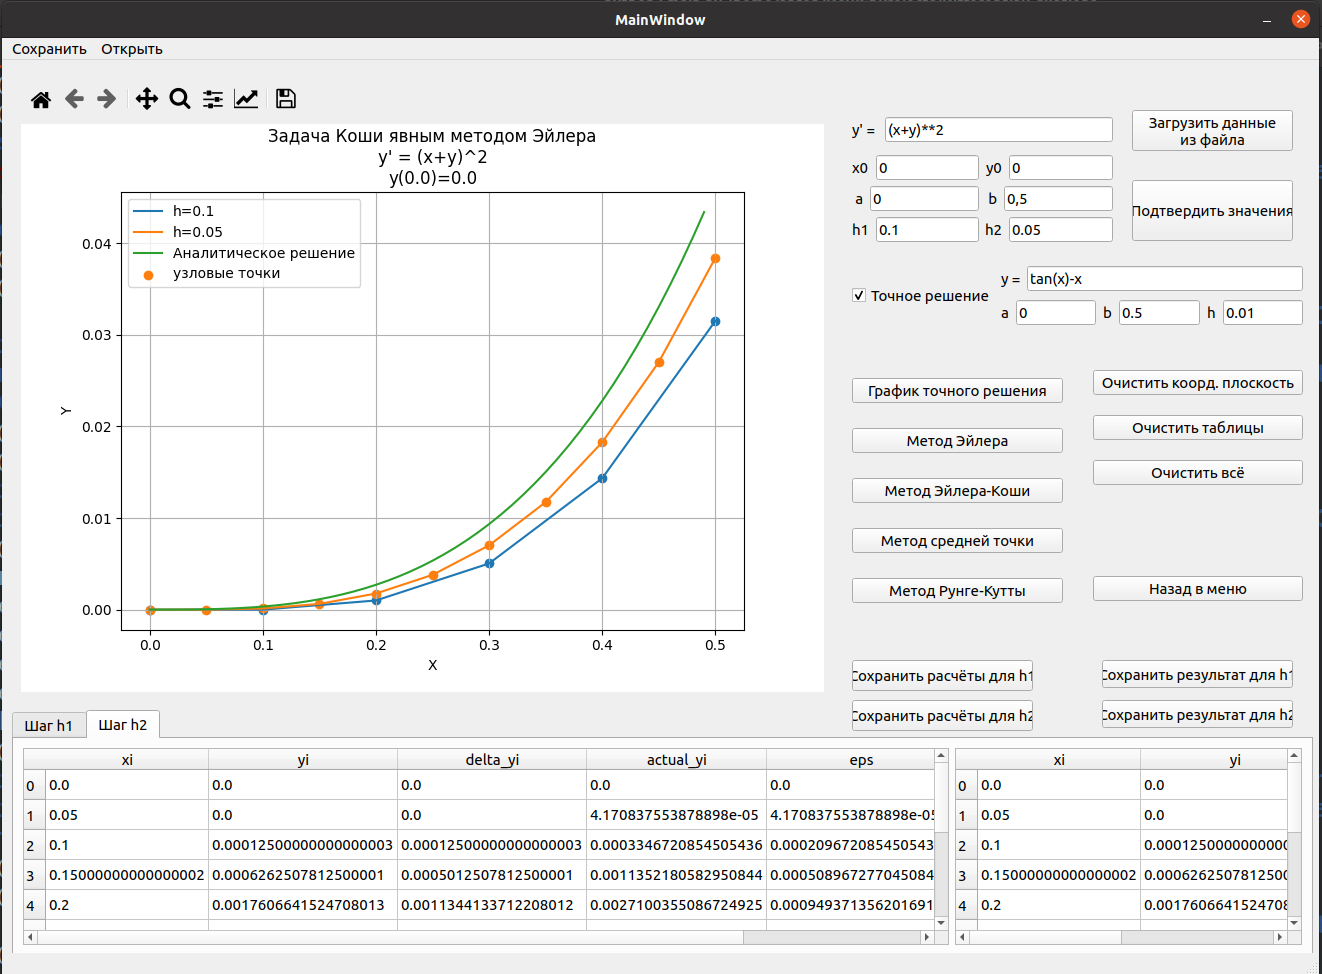 MainWindow
Сохранить Открыть
Задача Коши явным методом Эйлера
y' = (x+y)^2
y(0.0)=0.0
h=0.1
h=0.05
Аналитическое решение
узловые точки
0.04
0.03
0.02
0.01
0.00
Y
0.0 0.1 0.2 0.3 0.4 0.5
X
y' = (x+y)**2
Загрузить данные
из файла
x0 0 y0 0
a 0 b 0,5
h1 0.1 h2 0.05
Подтвердить значения
Точное решение
y = tan(x)-x
a 0 b 0.5 h 0.01
График точного решения
Очистить коорд. плоскость
Метод Эйлера
Очистить таблицы
Метод Эйлера-Коши
Очистить всё
Метод средней точки
Метод Рунге-Кутты
Назад в меню
Сохранить расчёты для h1
Сохранить результат для h1
Сохранить расчёты для h2
Сохранить результат для h2
Шаг h1 Шаг h2
xi yi delta_yi actual_yi eps
0 0.0 0.0 0.0 0.0 0.0
1 0.05 0.0 0.0 4.170837553878898e-05 4.170837553878898e-05
2 0.1 0.00012500000000000003 0.00012500000000000003 0.000334672085450543 6 0.000209672085450543
3 0.15000000000000002 0.0006262507812500001 0.0005012507812500001 0.0011352180582950844 0.000508967277045084
4 0.2 0.0017606641524708013 0.0011344133712208012 0.0027100355086724925 0.000949371356201691
xi yi
0 0.0 0.0
1 0.05 0.0
2 0.1 0.0001250000000000
3 0.15000000000000002 0.000626250781250
4 0.2 0.0017606641524708